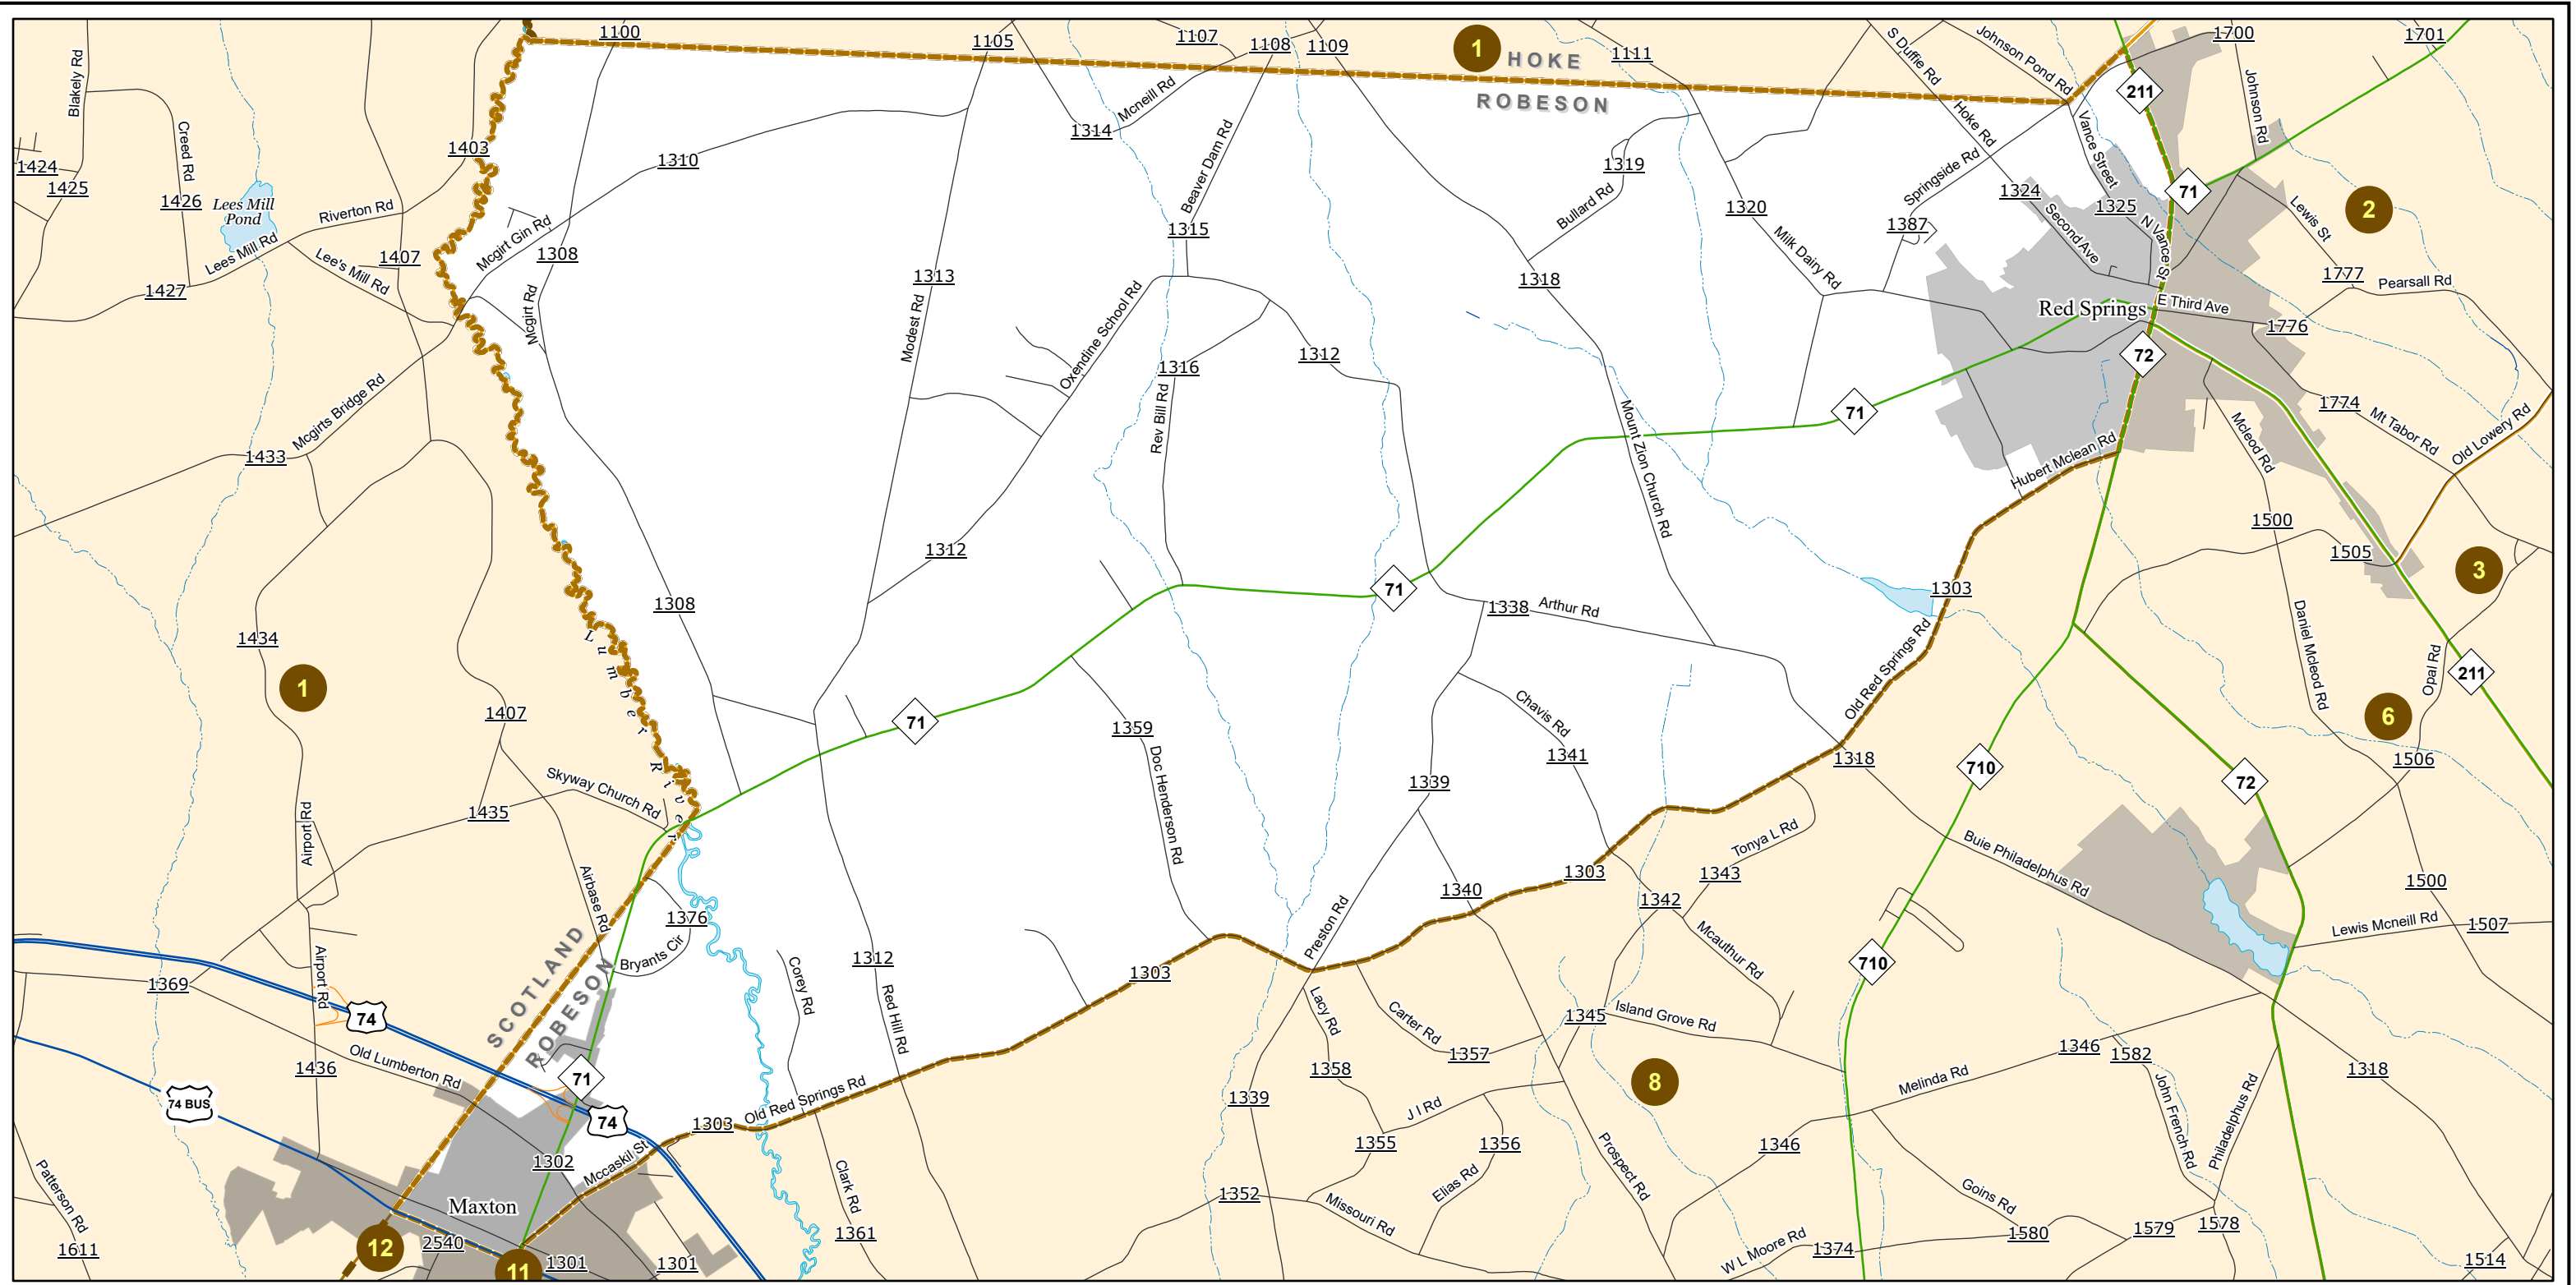 1100
1105
1107
1108
1109
1
HOKE
ROBESON
1111
S Duffie Rd
Johnson Pond Rd
1700
1701
Blakely Rd
Creed Rd
1424
1425
1426
Lees Mill
Pond
Riverton Rd
1403
1310
1314
Mcneill Rd
Beaver Dam Rd
1315
1319
Bullard Rd
1320
Hoke Rd
Springside Rd
1324
1325
Vance Street
211
Johnson Rd
71
2
1387
Second Ave
N Vance St
Lewis St
1777
Pearsall Rd
Lees Mill Rd
Lee's Mill Rd
1407
1427
Mcgirt Gin Rd
1308
Mcgirt Rd
1313
Modest Rd
Oxendine School Rd
1318
Milk Dairy Rd
Red Springs
E Third Ave
1776
72
1316
1312
Rev Bill Rd
71
Mount Zion Church Rd
1774
Mt Tabor Rd
Old Lowery Rd
Mcleod Rd
Hubert Mclean Rd
Mcgirts Bridge Rd
1433
1312
1500
1505
3
1308
71
1338
Arthur Rd
1303
Old Red Springs Rd
Daniel Mcleod Rd
Opal Rd
211
6
1434
1
Lumber River
1407
71
1359
Doc Henderson Rd
Chavis Rd
1341
1339
1318
710
72
1506
Skyway Church Rd
1435
Airport Rd
Airbase Rd
1376
Bryants Cir
Tonya L Rd
1343
Buie Philadelphus Rd
1303
1340
1342
1500
Preston Rd
Mcauthur Rd
710
Lewis Mcneill Rd
1507
SCOTLAND
ROBESON
1369
Airport Rd
74
1312
Corey Rd
Red Hill Rd
1303
Lacy Rd
Carter Rd
1345
Island Grove Rd
1357
1358
8
1346
1582
1318
Old Lumberton Rd
1436
71
74
74 BUS
1303
Old Red Springs Rd
1339
J I Rd
Melinda Rd
John French Rd
Philadelphus Rd
1302
Mccaskil St
1355
1356
1346
Patterson Rd
Clark Rd
1352
Missouri Rd
Elias Rd
Prospect Rd
Goins Rd
Maxton
1361
1611
12
2540
11
1301
1301
W L Moore Rd
1374
1580
1579
1578
1514